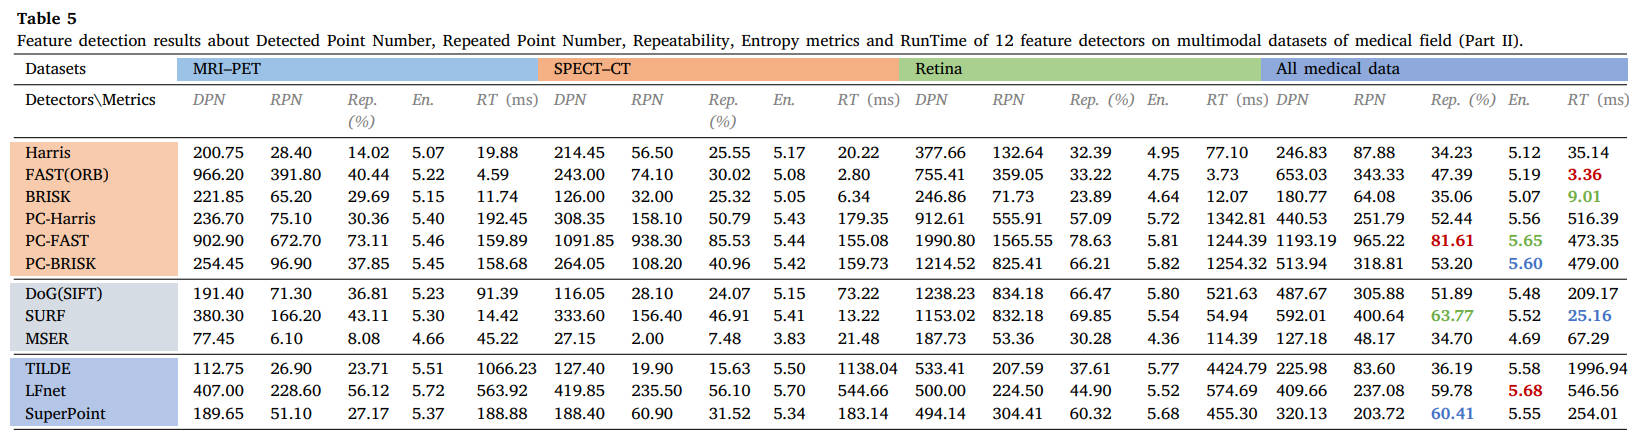 Table 5
Feature detection results about Detected Point Number, Repeated Point Number, Repeatability, Entropy metrics and RunTime of 12 feature detectors on multimodal datasets of medical field (Part II).
Datasets MRI–PET SPECT–CT Retina All medical data
Detectors\Metrics DPN RPN Rep. En. RT (ms) DPN RPN Rep. En. RT (ms) DPN RPN Rep. (%) En. RT (ms) DPN RPN Rep. (%) En. RT (ms)
(%) (%)
Harris 200.75 28.40 14.02 5.07 19.88 214.45 56.50 25.55 5.17 20.22 377.66 132.64 32.39 4.95 77.10 246.83 87.88 34.23 5.12 35.14
FAST(ORB) 966.20 391.80 40.44 5.22 4.59 243.00 74.10 30.02 5.08 2.80 755.41 359.05 33.22 4.75 3.73 653.03 343.33 47.39 5.19 3.36
BRISK 221.85 65.20 29.69 5.15 11.74 126.00 32.00 25.32 5.05 6.34 246.86 71.73 23.89 4.64 12.07 180.77 64.08 35.06 5.07 9.01
PC-Harris 236.70 75.10 30.36 5.40 192.45 308.35 158.10 50.79 5.43 179.35 912.61 555.91 57.09 5.72 1342.81 440.53 251.79 52.44 5.56 516.39
PC-FAST 902.90 672.70 73.11 5.46 159.89 1091.85 938.30 85.53 5.44 155.08 1990.80 1565.55 78.63 5.81 1244.39 1193.19 965.22 81.61 5.65 473.35
PC-BRISK 254.45 96.90 37.85 5.45 158.68 264.05 108.20 40.96 5.42 159.73 1214.52 825.41 66.21 5.82 1254.32 513.94 318.81 53.20 5.60 479.00
DoG(SIFT) 191.40 71.30 36.81 5.23 91.39 116.05 28.10 24.07 5.15 73.22 1238.23 834.18 66.47 5.80 521.63 487.67 305.88 51.89 5.48 209.17
SURF 380.30 166.20 43.11 5.30 14.42 333.60 156.40 46.91 5.41 13.22 1153.02 832.18 69.85 5.54 54.94 592.01 400.64 63.77 5.52 25.16
MSER 77.45 6.10 8.08 4.66 45.22 27.15 2.00 7.48 3.83 21.48 187.73 53.36 30.28 4.36 114.39 127.18 48.17 34.70 4.69 67.29
TILDE 112.75 26.90 23.71 5.51 1066.23 127.40 19.90 15.63 5.50 1138.04 533.41 207.59 37.61 5.77 4424.79 225.98 83.60 36.19 5.58 1996.94
LFnet 407.00 228.60 56.12 5.72 563.92 419.85 235.50 56.10 5.70 544.66 500.00 224.50 44.90 5.52 574.69 409.66 237.08 59.78 5.68 546.56
SuperPoint 189.65 51.10 27.17 5.37 188.88 188.40 60.90 31.52 5.34 183.14 494.14 304.41 60.32 5.68 455.30 320.13 203.72 60.41 5.55 254.01